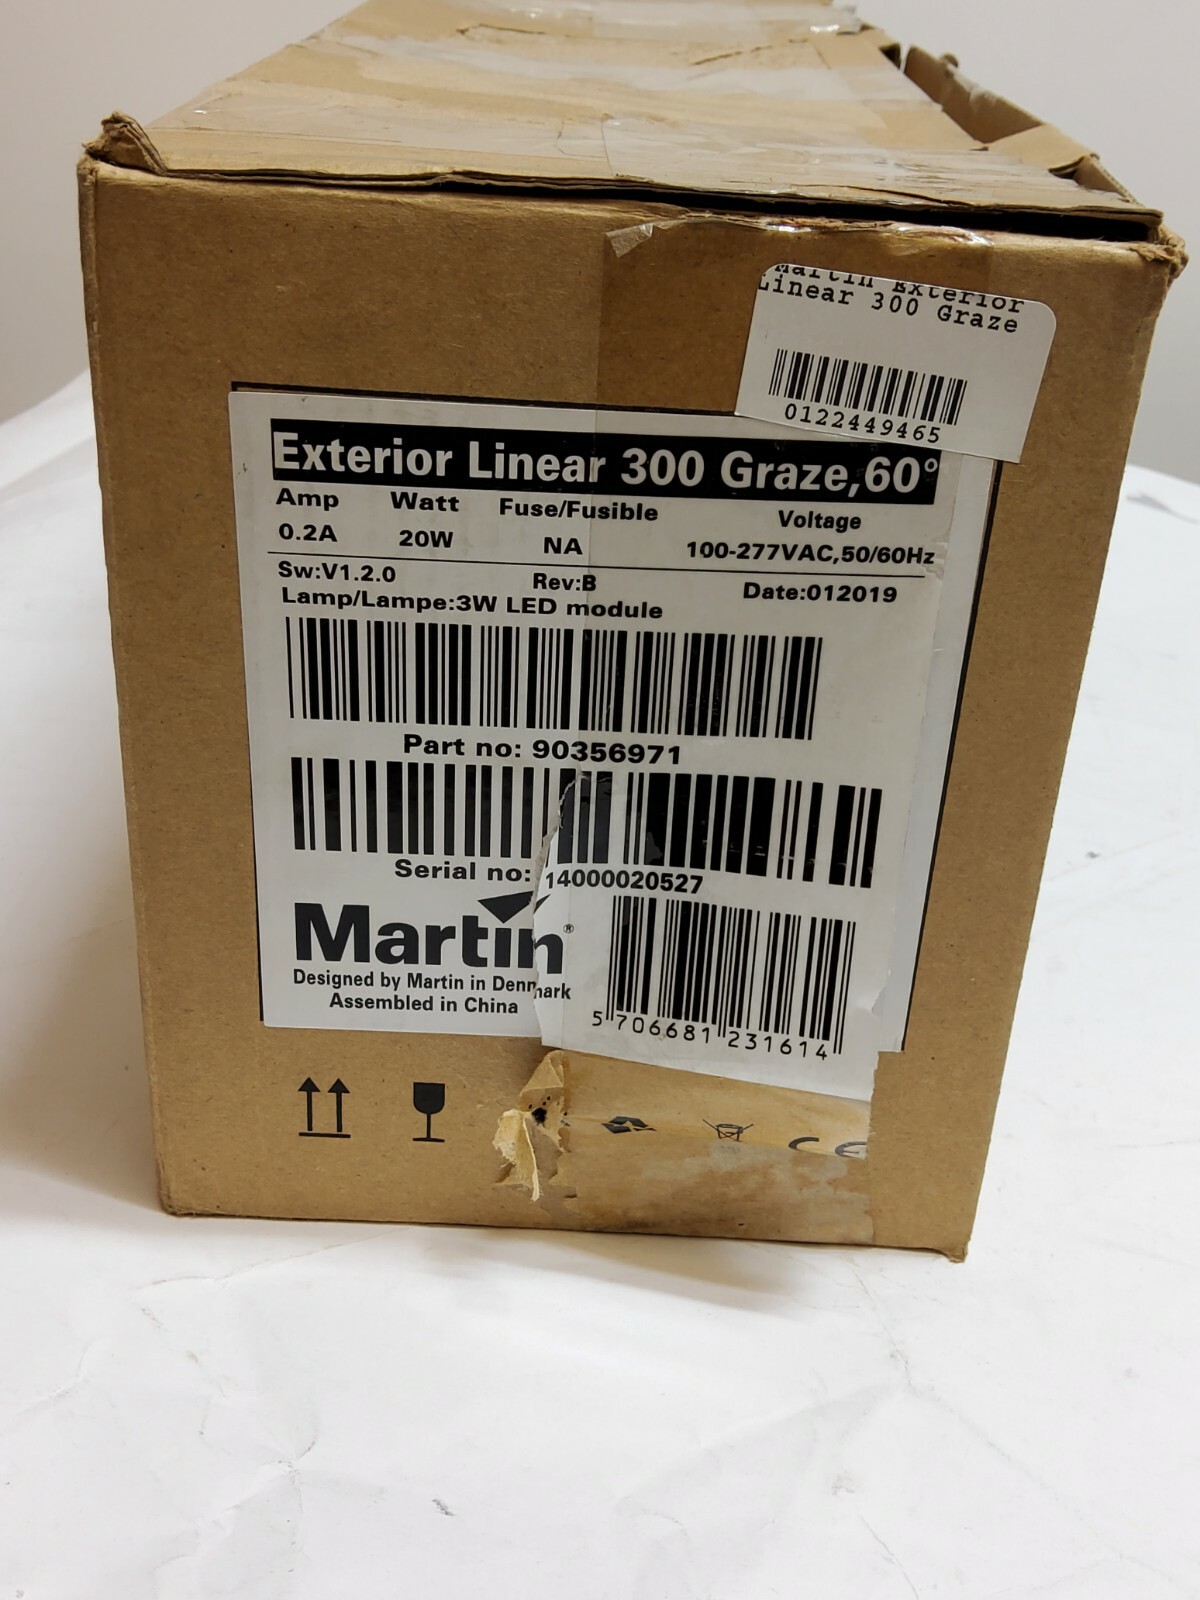 Martin Exterior
Linear 300 Graze
0122449465
Exterior Linear 300 Graze,60°
Amp Watt Fuse/Fusible Voltage
0.2A 20W NA 100-277VAC,50/60Hz
Sw:V1.2.0 Rev:B Date:012019
Lamp/Lampe:3W LED module
Part no: 90356971
Serial no: 14000020527
Martin®
Designed by Martin in Denmark
Assembled in China
5 706681 231614
CE